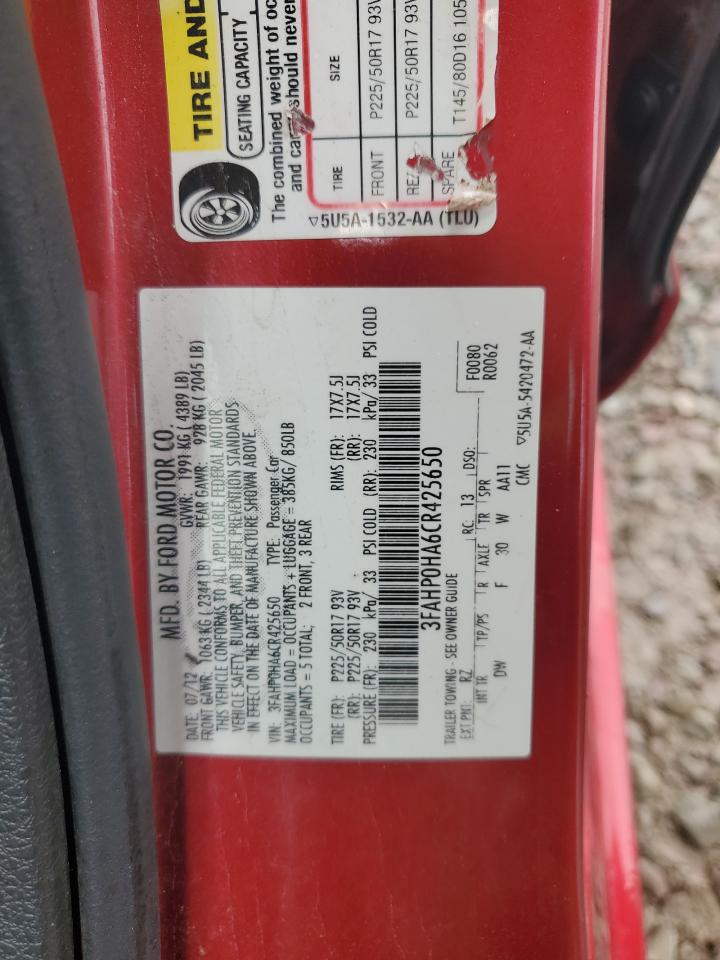 TIRE AND
SEATING CAPACITY
The combined weight of oc
and ca should never
TIRE SIZE
FRONT P225/50R17 93V
REA P225/50R17 93V
SPARE T145/80D16 105
▽5U5A-1532-AA (TLU)
MFD. BY FORD MOTOR CO.
DATE: 07/12 GVWR: 1991 KG ( 4389 LB)
FRONT GAWR: 1063KG ( 2344LB) REAR GAWR: 928 KG ( 2045 LB)
THIS VEHICLE CONFORMS TO ALL APPLICABLE FEDERAL MOTOR
VEHICLE SAFETY, BUMPER, AND THEFT PREVENTION STANDARDS
IN EFFECT ON THE DATE OF MANUFACTURE SHOWN ABOVE.
VIN: 3FAHP0HA6CR425650 TYPE: Passenger Car
MAXIMUM LOAD = OCCUPANTS + LUGGAGE = 385KG/ 850LB
OCCUPANTS = 5 TOTAL; 2 FRONT, 3 REAR
TIRE (FR): P225/50R17 93V RIMS (FR): 17X7.5J
(RR): P225/50R17 93V (RR): 17X7.5J
PRESSURE (FR): 230 kPa/ 33 PSI COLD (RR): 230 kPa/ 33 PSI COLD
3FAHP0HA6CR425650
TRAILER TOWING - SEE OWNER GUIDE
EXT PNT: RZ RC: 13 DSO: F0080
R0062
INT TR TP/PS R AXLE TR SPR
DW F 30 W AA11
CMC ▽5U5A-5420472-AA